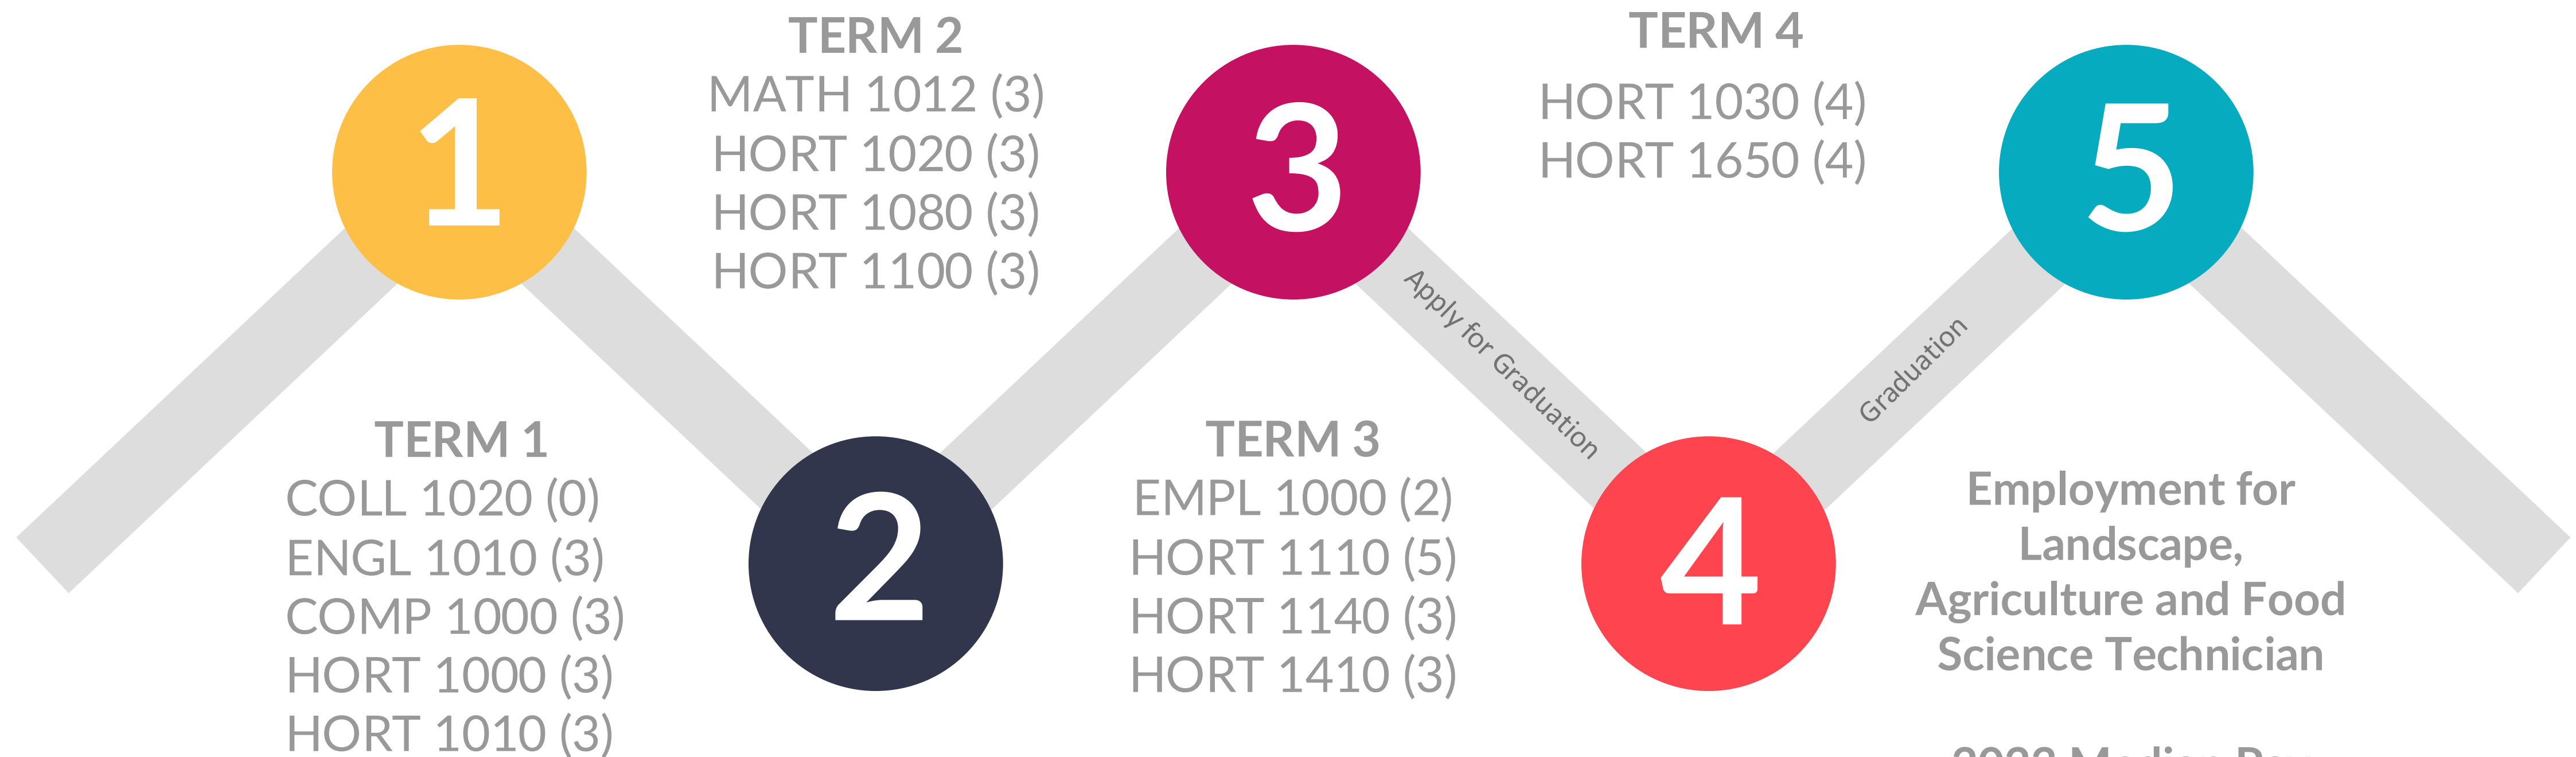 1
TERM 1
COLL 1020 (0)
ENGL 1010 (3)
COMP 1000 (3)
HORT 1000 (3)
HORT 1010 (3)
TERM 2
MATH 1012 (3)
HORT 1020 (3)
HORT 1080 (3)
HORT 1100 (3)
2
3
TERM 3
EMPL 1000 (2)
HORT 1110 (5)
HORT 1140 (3)
HORT 1410 (3)
Apply for Graduation
TERM 4
HORT 1030 (4)
HORT 1650 (4)
4
Graduation
5
Employment for
Landscape,
Agriculture and Food
Science Technician